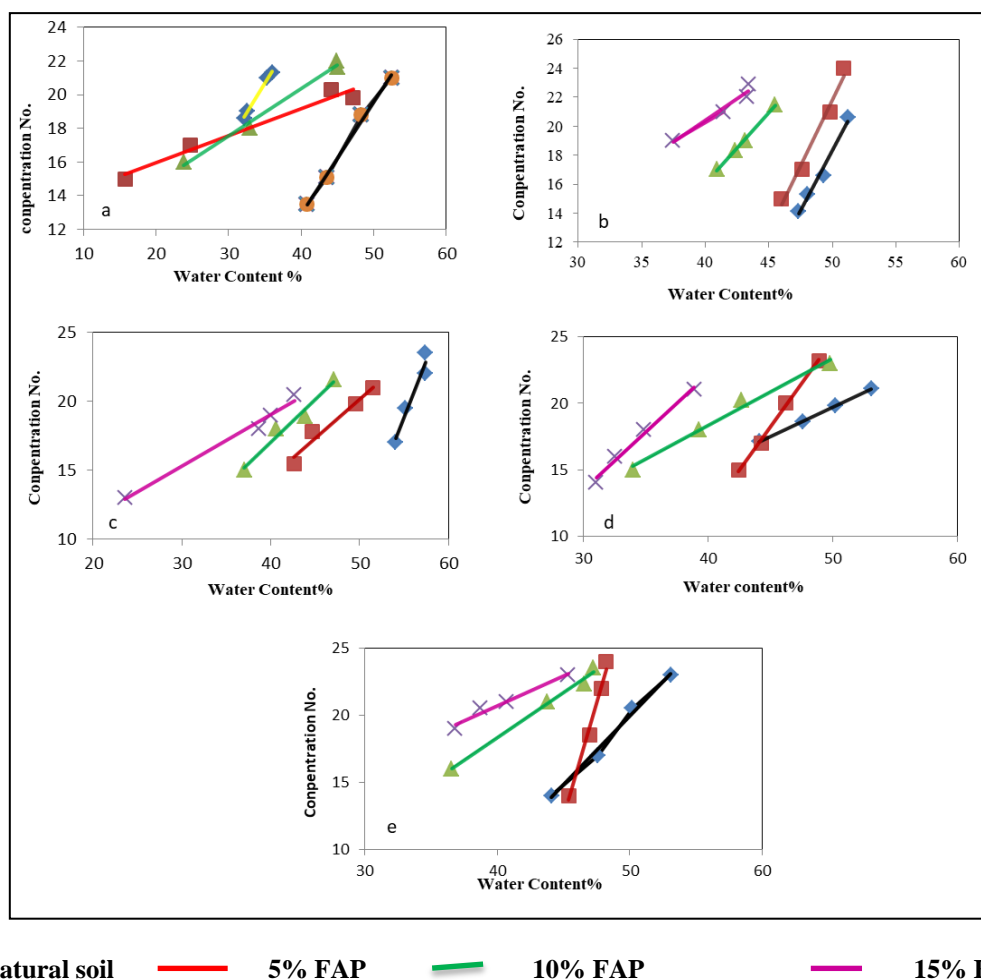 24
22
20
18
16
14
12
conpentration No.
a
10 20 30 40 50 60
Water Content %
26
24
22
20
18
16
14
12
Conpentration No.
b
30 35 40 45 50 55 60
Water Content%
25
20
15
10
Conpentration No.
c
20 30 40 50 60
Water Content%
25
20
15
10
Conpentration No.
d
30 40 50 60
Water content%
25
20
15
10
Conpentration No.
e
30 40 50 60
Water Content%
atural soil 5% FAP 10% FAP 15%